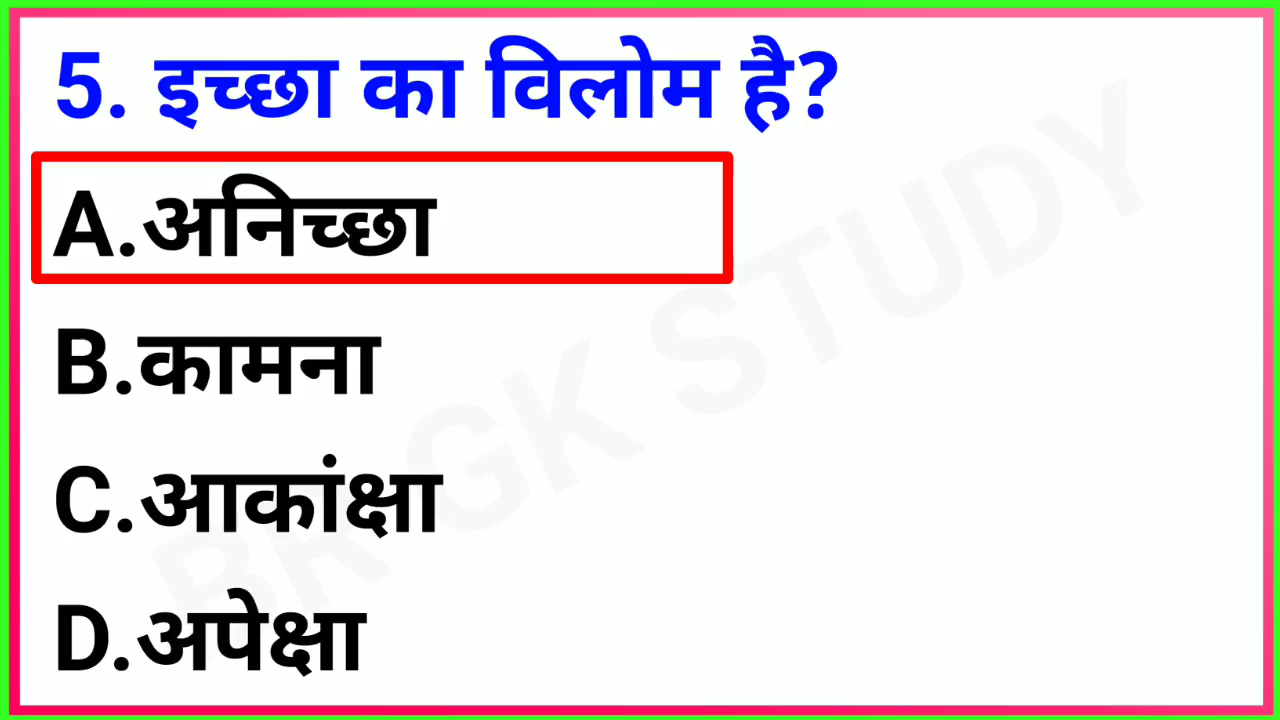 5. इच्छा का विलोम है?
A.अनिच्छा
B.कामना
C.आकांक्षा
D.अपेक्षा
BR GK STUDY